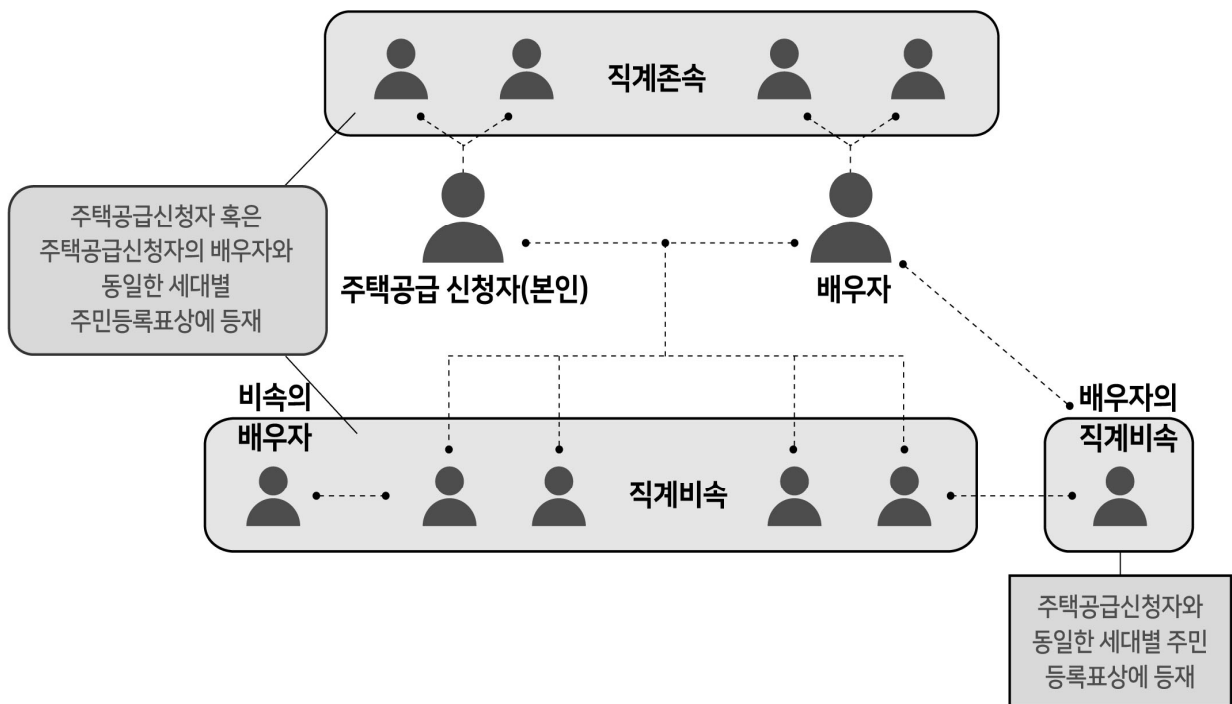 직계존속
주택공급신청자 혹은
주택공급신청자의 배우자와
동일한 세대별
주민등록표상에 등재
주택공급 신청자(본인)
배우자
비속의
배우자
직계비속
배우자의
직계비속
주택공급신청자와
동일한 세대별 주민
등록표상에 등재